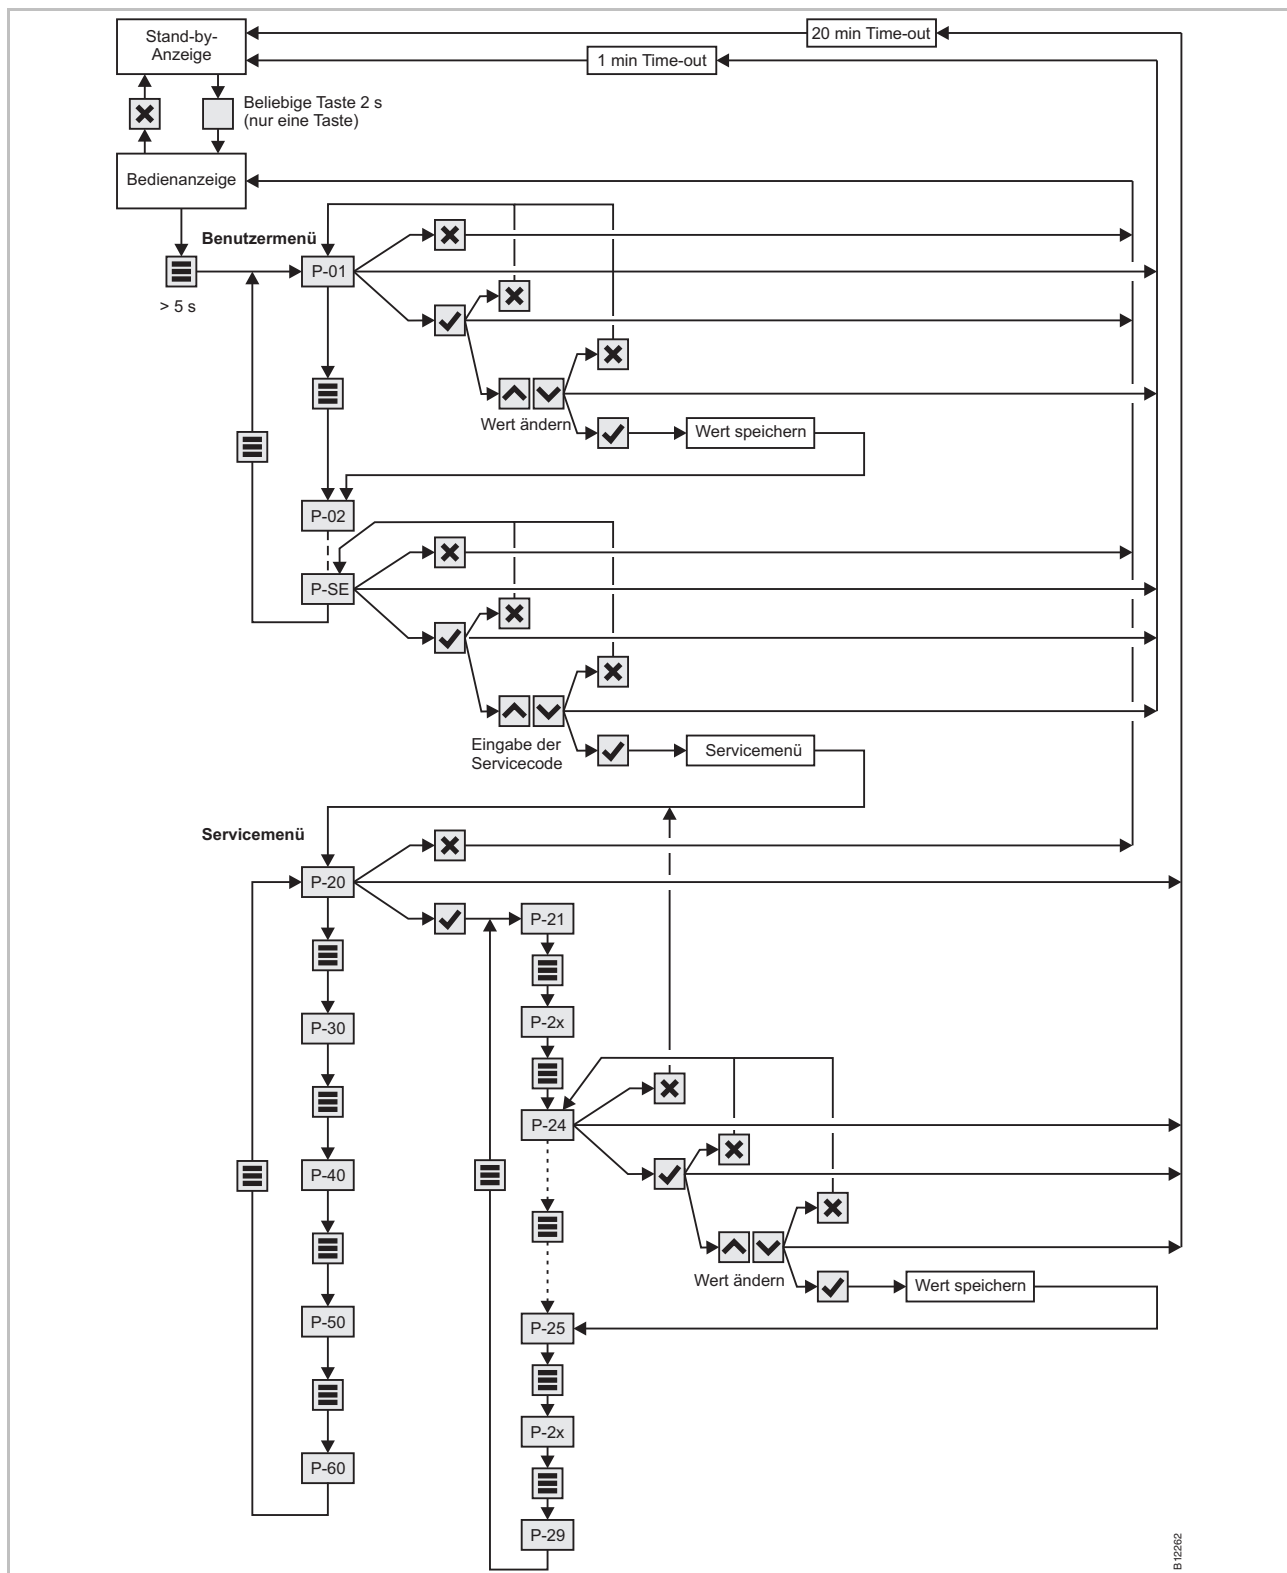 Stand-by-
Anzeige
20 min Time-out
1 min Time-out
Beliebige Taste 2 s
(nur eine Taste)
Bedienanzeige
Benutzermenü
P-01
> 5 s
Wert ändern
Wert speichern
P-02
P-SE
Eingabe der
Servicecode
Servicemenü
Servicemenü
P-20
P-21
P-30
P-2x
P-24
P-40
Wert ändern
Wert speichern
P-50
P-25
P-2x
P-60
P-29
B12262